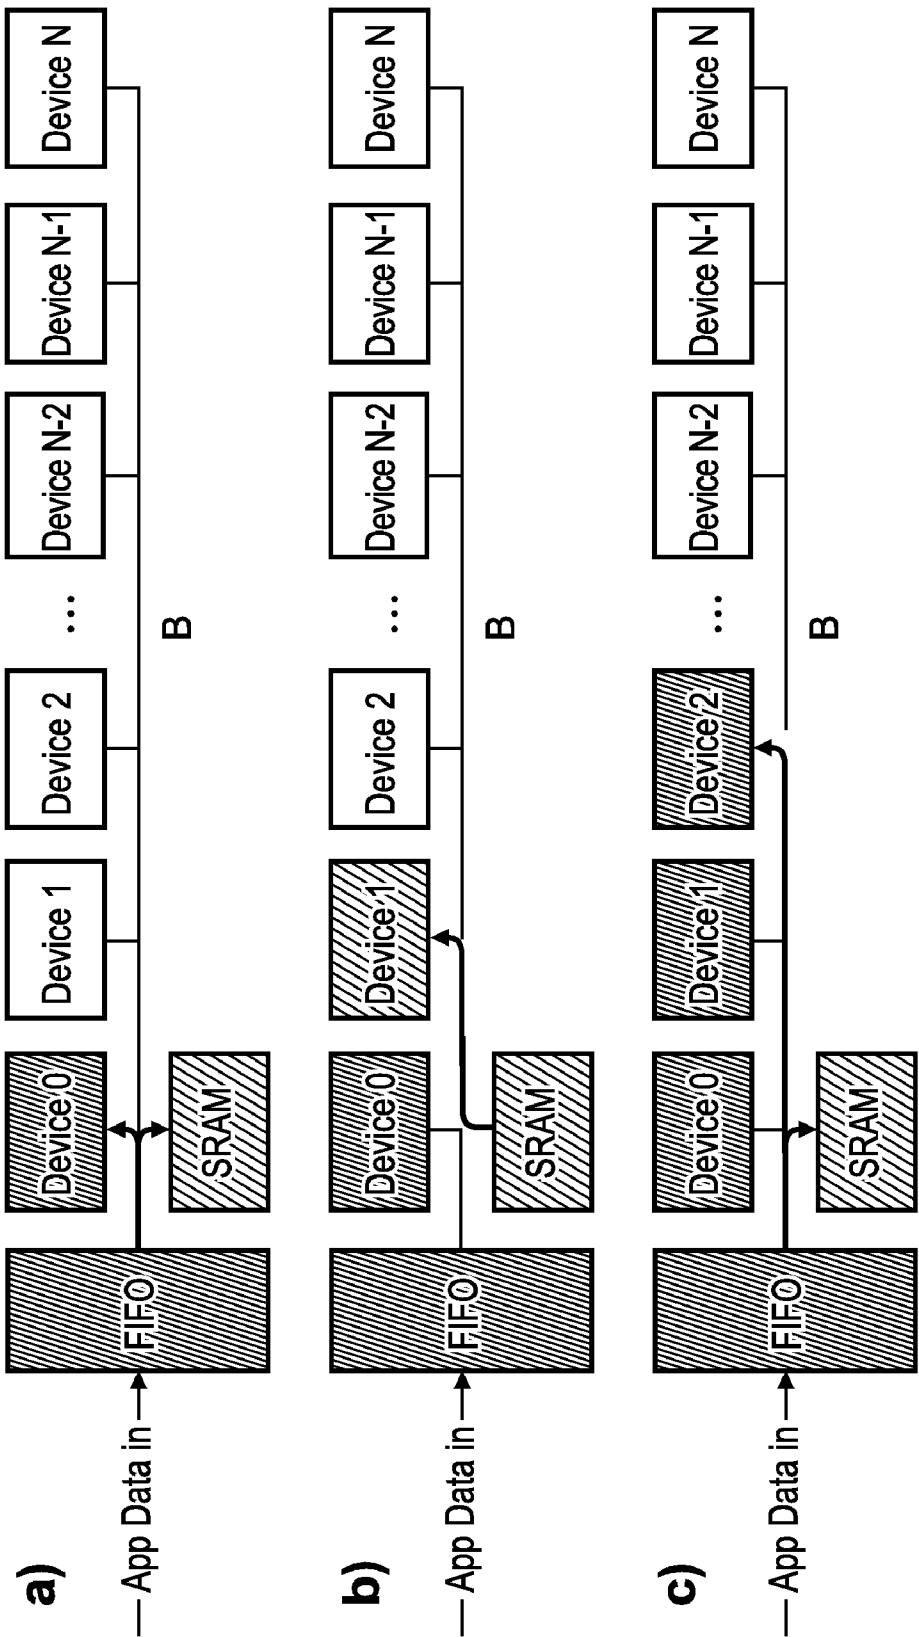 a)
App Data in
FIFO
Device 0
SRAM
Device 1
Device 2
...
B
Device N-2
Device N-1
Device N
b)
App Data in
FIFO
Device 0
SRAM
Device 1
Device 2
...
B
Device N-2
Device N-1
Device N
c)
App Data in
FIFO
Device 0
SRAM
Device 1
Device 2
...
B
Device N-2
Device N-1
Device N